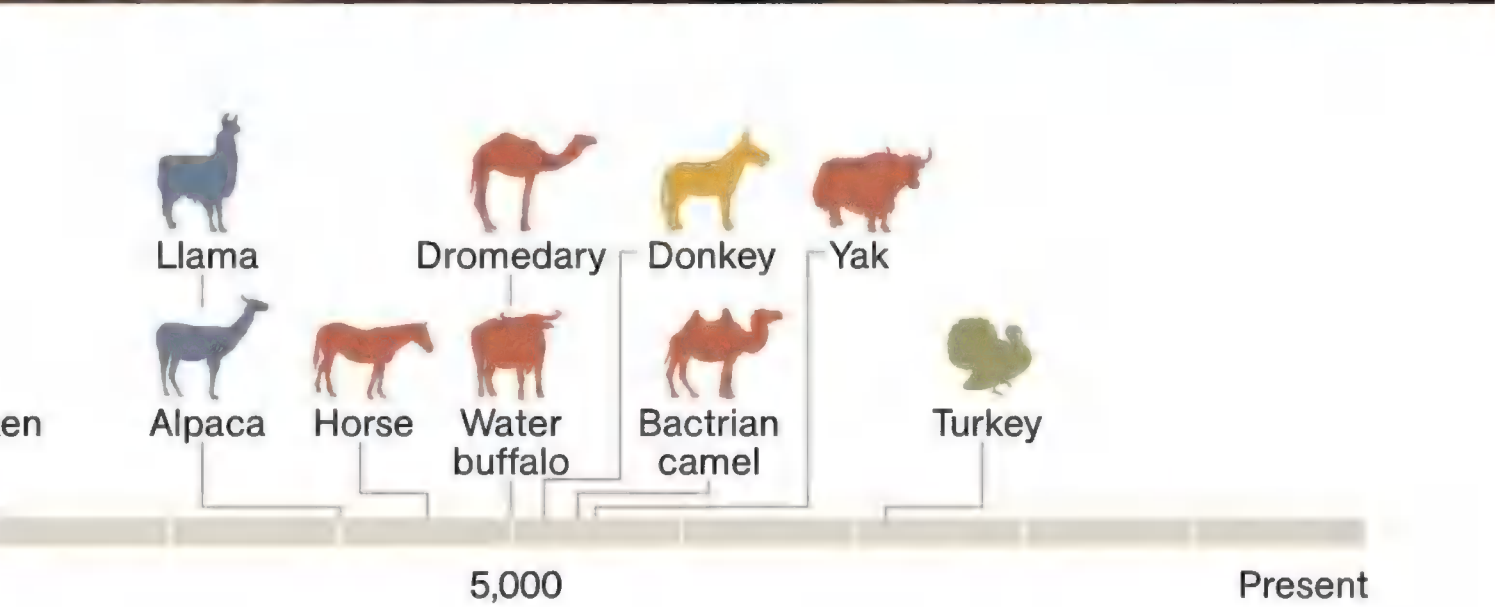 Llama
Dromedary
Donkey
Yak
en
Alpaca
Horse
Water
buffalo
Bactrian
camel
Turkey
5,000
Present